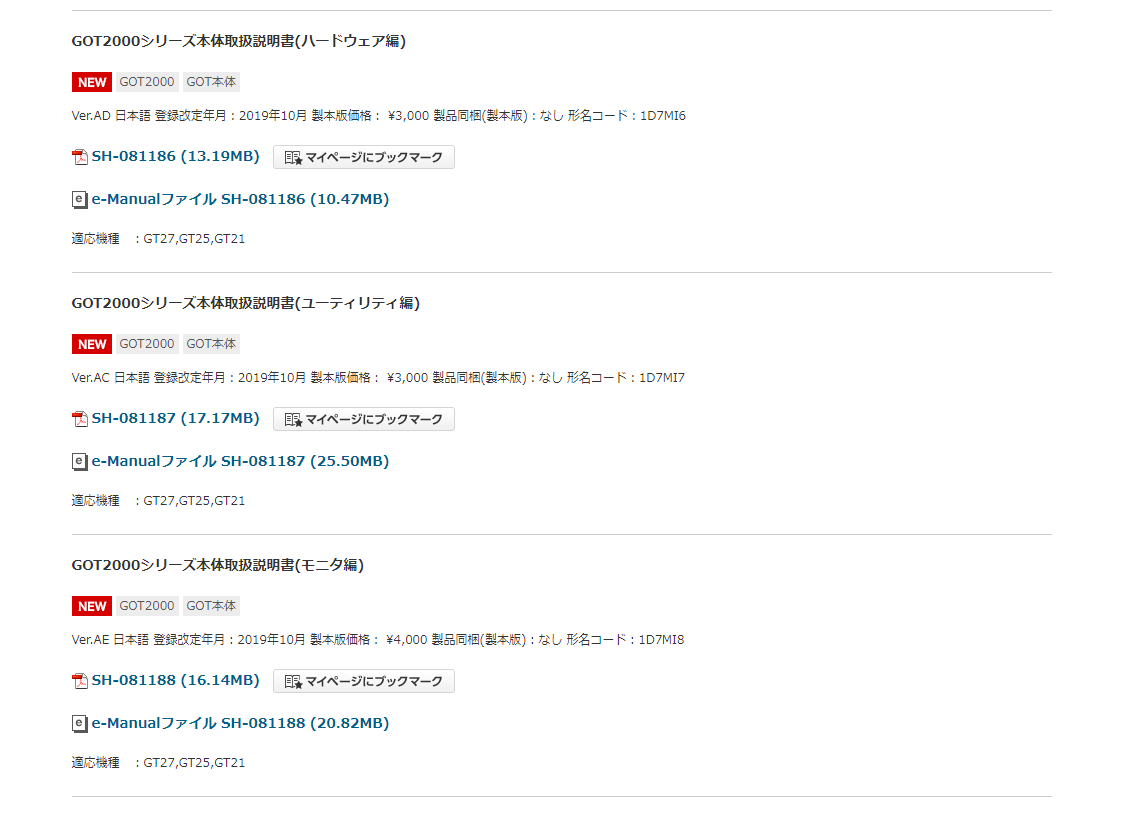 GOT2000シリーズ本体取扱説明書(ハードウェア編)
NEW GOT2000 GOT本体
Ver.AD 日本語 登録改定年月：2019年10月 製本版価格： ¥3,000 製品同梱(製本版)：なし 形名コード：1D7MI6
SH-081186 (13.19MB) マイページにブックマーク
e-Manualファイル SH-081186 (10.47MB)
適応機種 ：GT27,GT25,GT21
GOT2000シリーズ本体取扱説明書(ユーティリティ編)
NEW GOT2000 GOT本体
Ver.AC 日本語 登録改定年月：2019年10月 製本版価格： ¥3,000 製品同梱(製本版)：なし 形名コード：1D7MI7
SH-081187 (17.17MB) マイページにブックマーク
e-Manualファイル SH-081187 (25.50MB)
適応機種 ：GT27,GT25,GT21
GOT2000シリーズ本体取扱説明書(モニタ編)
NEW GOT2000 GOT本体
Ver.AE 日本語 登録改定年月：2019年10月 製本版価格： ¥4,000 製品同梱(製本版)：なし 形名コード：1D7MI8
SH-081188 (16.14MB) マイページにブックマーク
e-Manualファイル SH-081188 (20.82MB)
適応機種 ：GT27,GT25,GT21